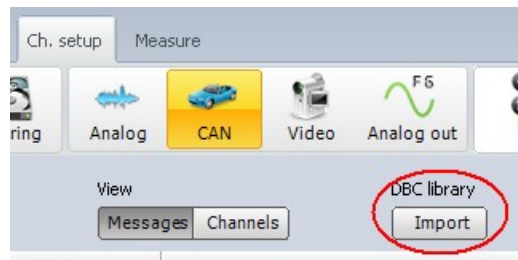 Ch. setup Measure
FG
ring Analog CAN Video Analog out
View DBC library
Messages Channels Import